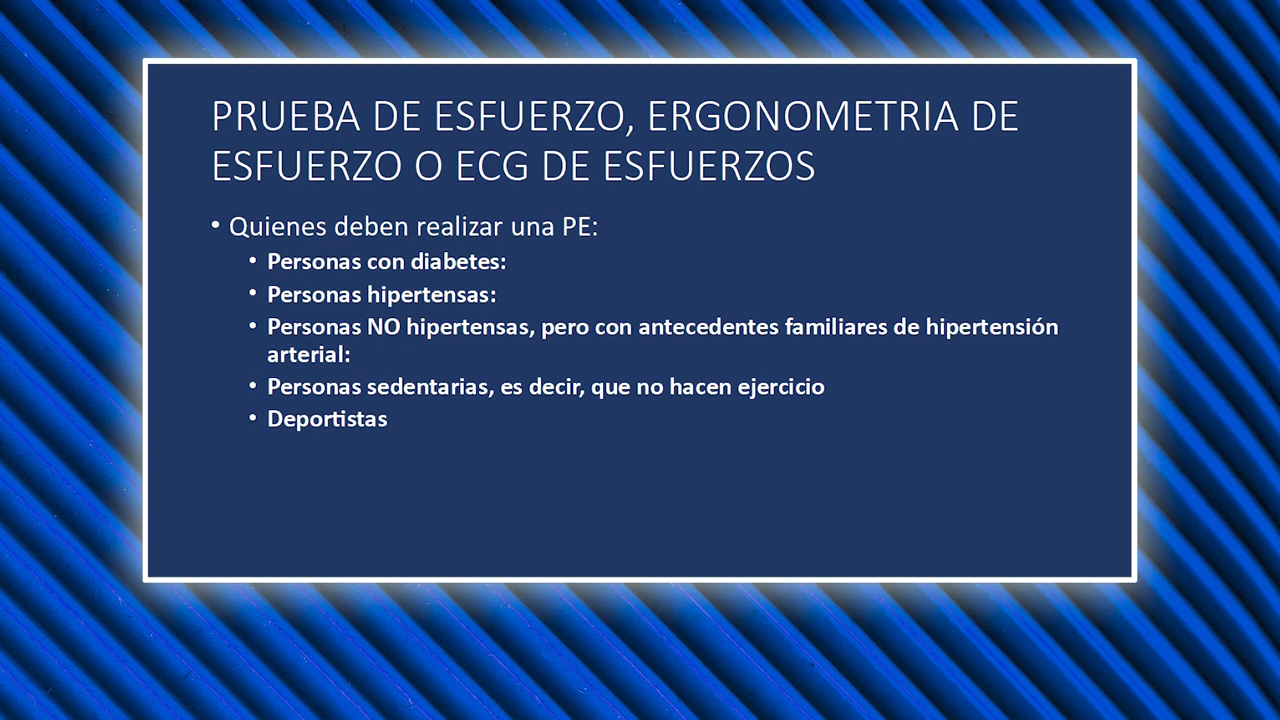 PRUEBA DE ESFUERZO, ERGONOMETRIA DE
ESFUERZO O ECG DE ESFUERZOS
• Quienes deben realizar una PE:
• Personas con diabetes:
• Personas hipertensas:
• Personas NO hipertensas, pero con antecedentes familiares de hipertensión
arterial:
• Personas sedentarias, es decir, que no hacen ejercicio
• Deportistas